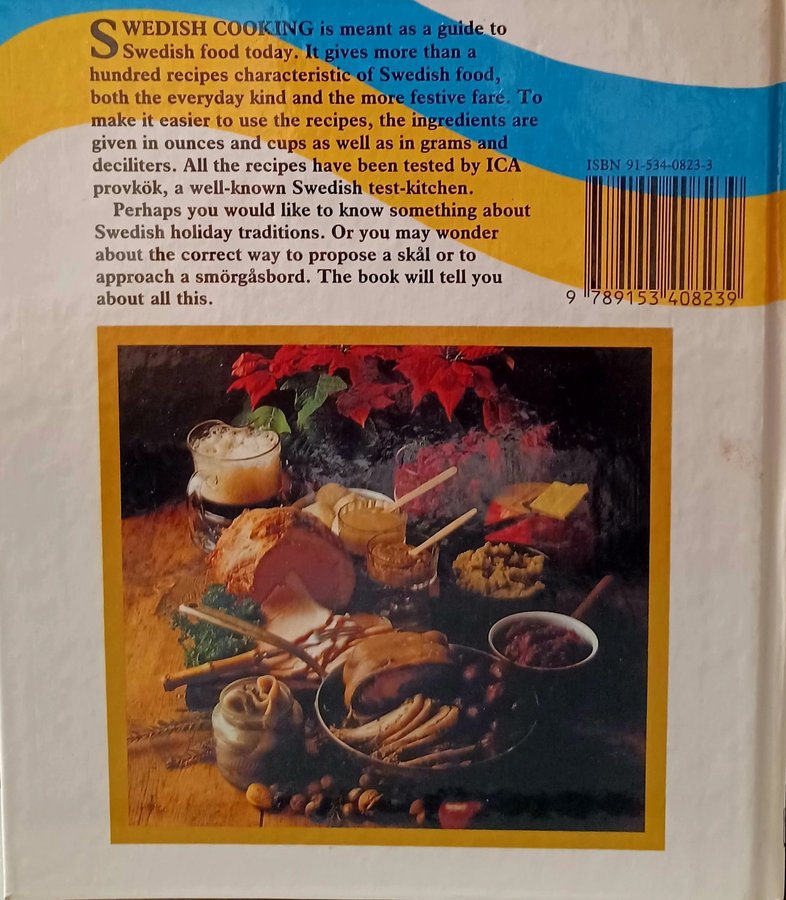 SWEDISH COOKING is meant as a guide to
Swedish food today. It gives more than a
hundred recipes characteristic of Swedish food,
both the everyday kind and the more festive fare. To
make it easier to use the recipes, the ingredients are
given in ounces and cups as well as in grams and
deciliters. All the recipes have been tested by ICA
provkök, a well-known Swedish test-kitchen.
Perhaps you would like to know something about
Swedish holiday traditions. Or you may wonder
about the correct way to propose a skål or to
approach a smörgåsbord. The book will tell you
about all this.
ISBN 91-534-0823-3
9 789153 408239